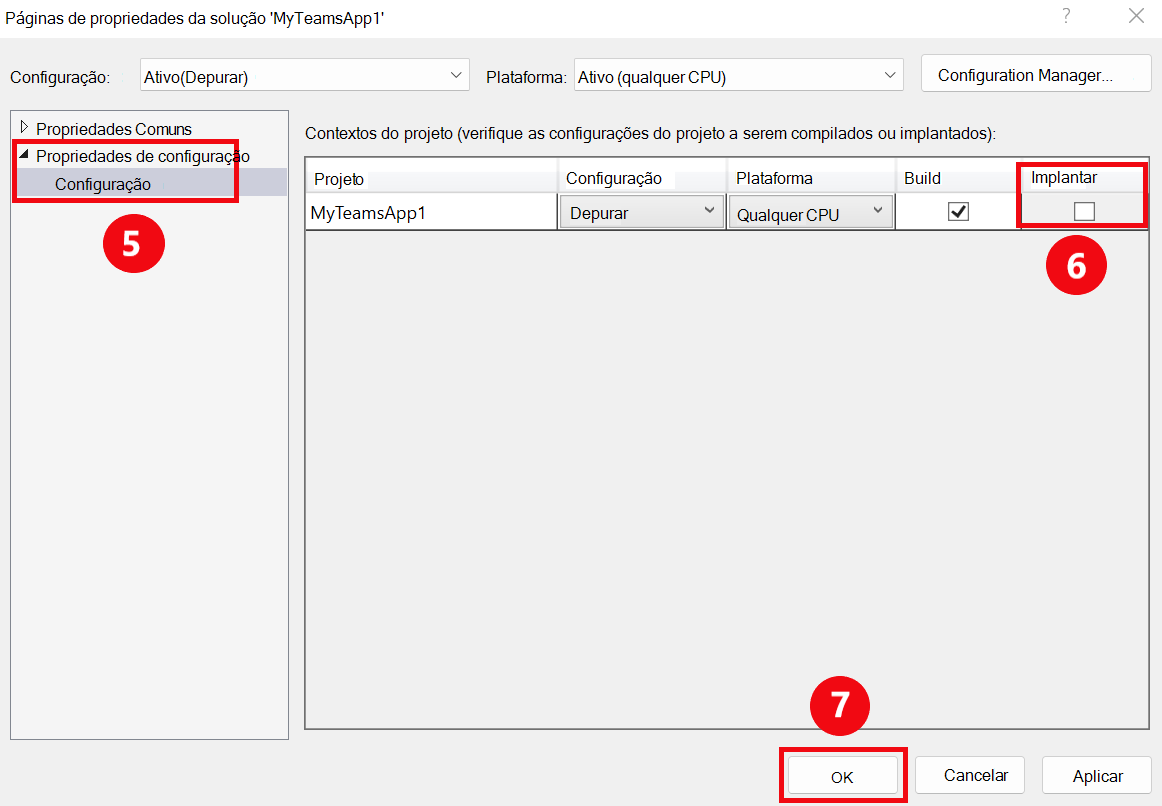 Páginas de propriedades da solução 'MyTeamsApp1'
?
Configuração: Ativo(Depurar) Plataforma: Ativo (qualquer CPU) Configuration Manager...
Propriedades Comuns
Propriedades de configuração
Configuração
5
Contextos do projeto (verifique as configurações do projeto a serem compilados ou implantados):
Projeto Configuração Plataforma Build Implantar
MyTeamsApp1 Depurar Qualquer CPU
6
7
OK Cancelar Aplicar